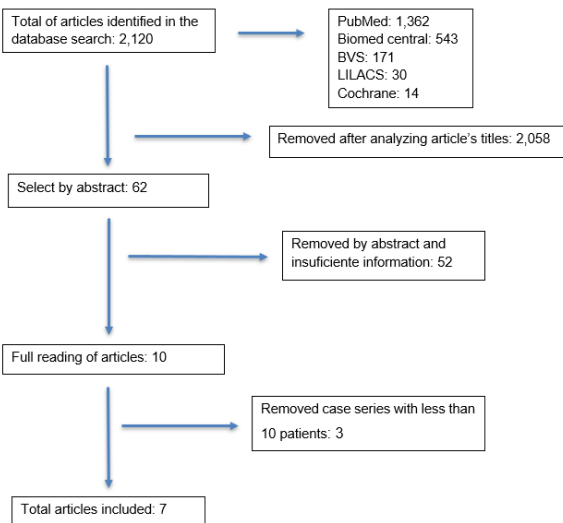 Total of articles identified in the
database search: 2,120
PubMed: 1,362
Biomed central: 543
BVS: 171
LILACS: 30
Cochrane: 14
Removed after analyzing article's titles: 2,058
Select by abstract: 62
Removed by abstract and
insuficiente information: 52
Full reading of articles: 10
Removed case series with less than
10 patients: 3
Total articles included: 7